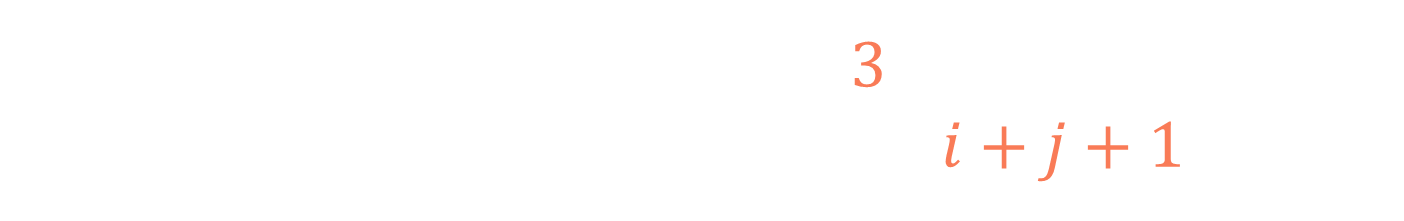 3
i + j + 1